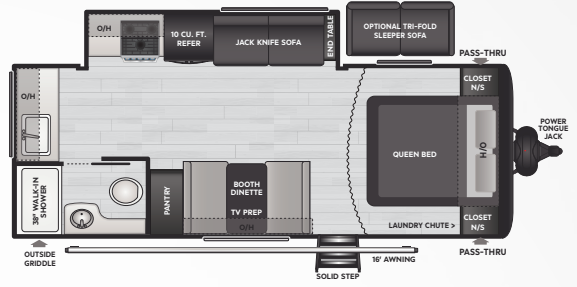 O/H
10 CU. FT.
REFER
JACK KNIFE SOFA
END TABLE
OPTIONAL TRI-FOLD
SLEEPER SOFA
PASS-THRU
CLOSET
N/S
O/H
QUEEN BED
O/H
POWER
TONGUE
JACK
38" WALK-IN
SHOWER
PANTRY
BOOTH
DINETTE
TV PREP
O/H
LAUNDRY CHUTE >
CLOSET
N/S
PASS-THRU
OUTSIDE
GRIDDLE
16' AWNING
SOLID STEP